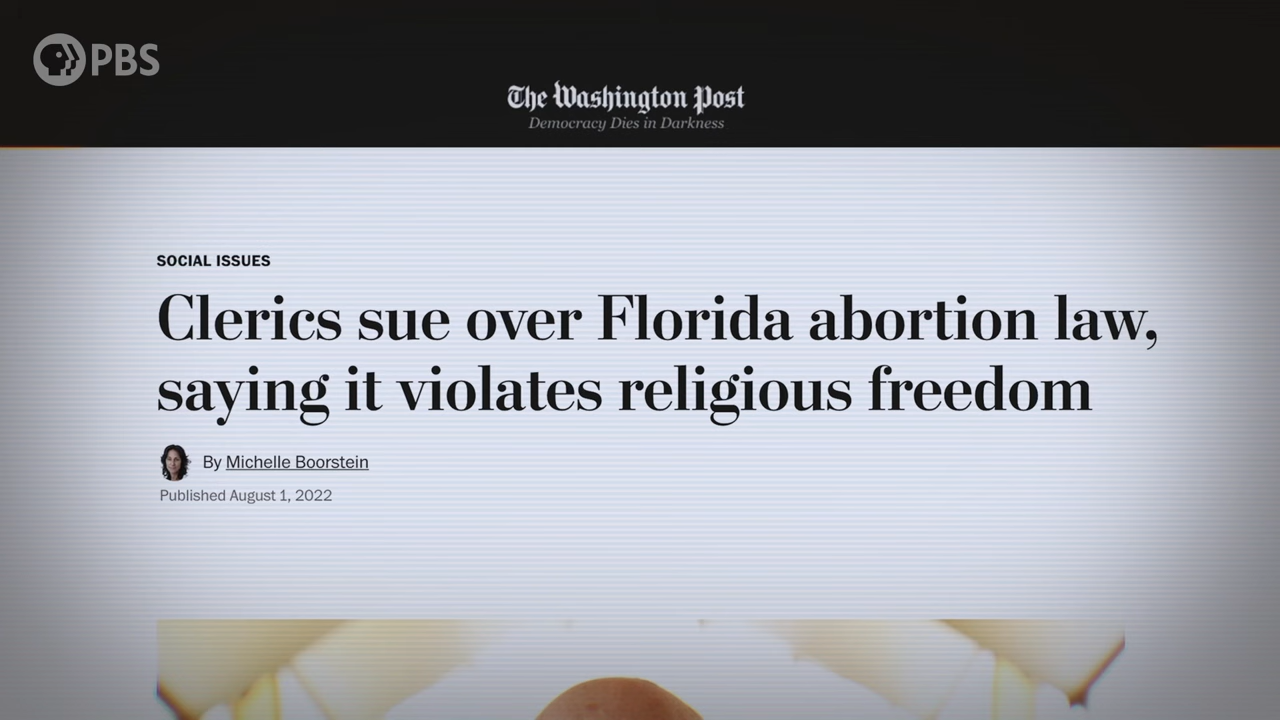 PBS
The Washington Post
Democracy Dies in Darkness
SOCIAL ISSUES
Clerics sue over Florida abortion law,
saying it violates religious freedom
By Michelle Boorstein
Published August 1, 2022